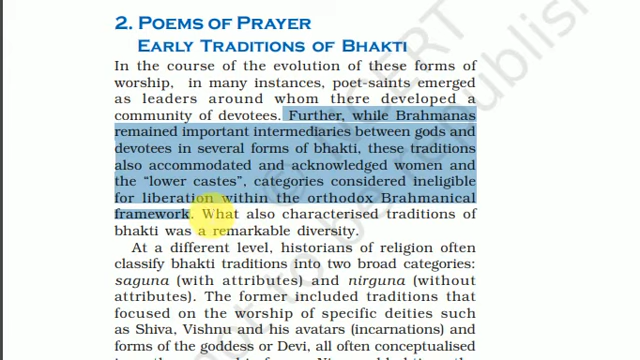 2. POEMS OF PRAYER
EARLY TRADITIONS OF BHAKTI
In the course of the evolution of these forms of
worship, in many instances, poet-saints emerged
as leaders around whom there developed a
community of devotees. Further, while Brahmanas
remained important intermediaries between gods and
devotees in several forms of bhakti, these traditions
also accommodated and acknowledged women and
the “lower castes”, categories considered ineligible
for liberation within the orthodox Brahmanical
framework. What also characterised traditions of
bhakti was a remarkable diversity.
At a different level, historians of religion often
classify bhakti traditions into two broad categories:
saguna (with attributes) and nirguna (without
attributes). The former included traditions that
focused on the worship of specific deities such
as Shiva, Vishnu and his avatars (incarnations) and
forms of the goddess or Devi, all often conceptualised
© NCERT
not to be republish